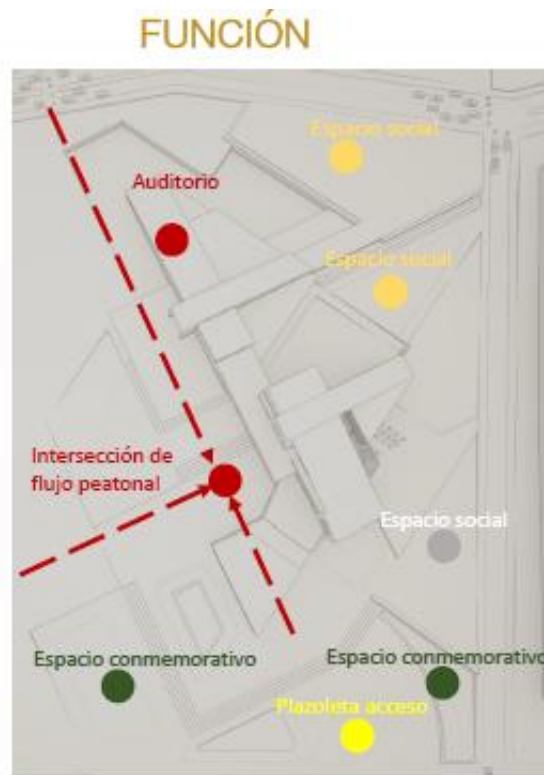 FUNCIÓN
Espacio social
Auditorio
Espacio social
Intersección de
flujo peatonal
Espacio social
Espacio conmemorativo
Espacio conmemorativo
Plazoleta acceso